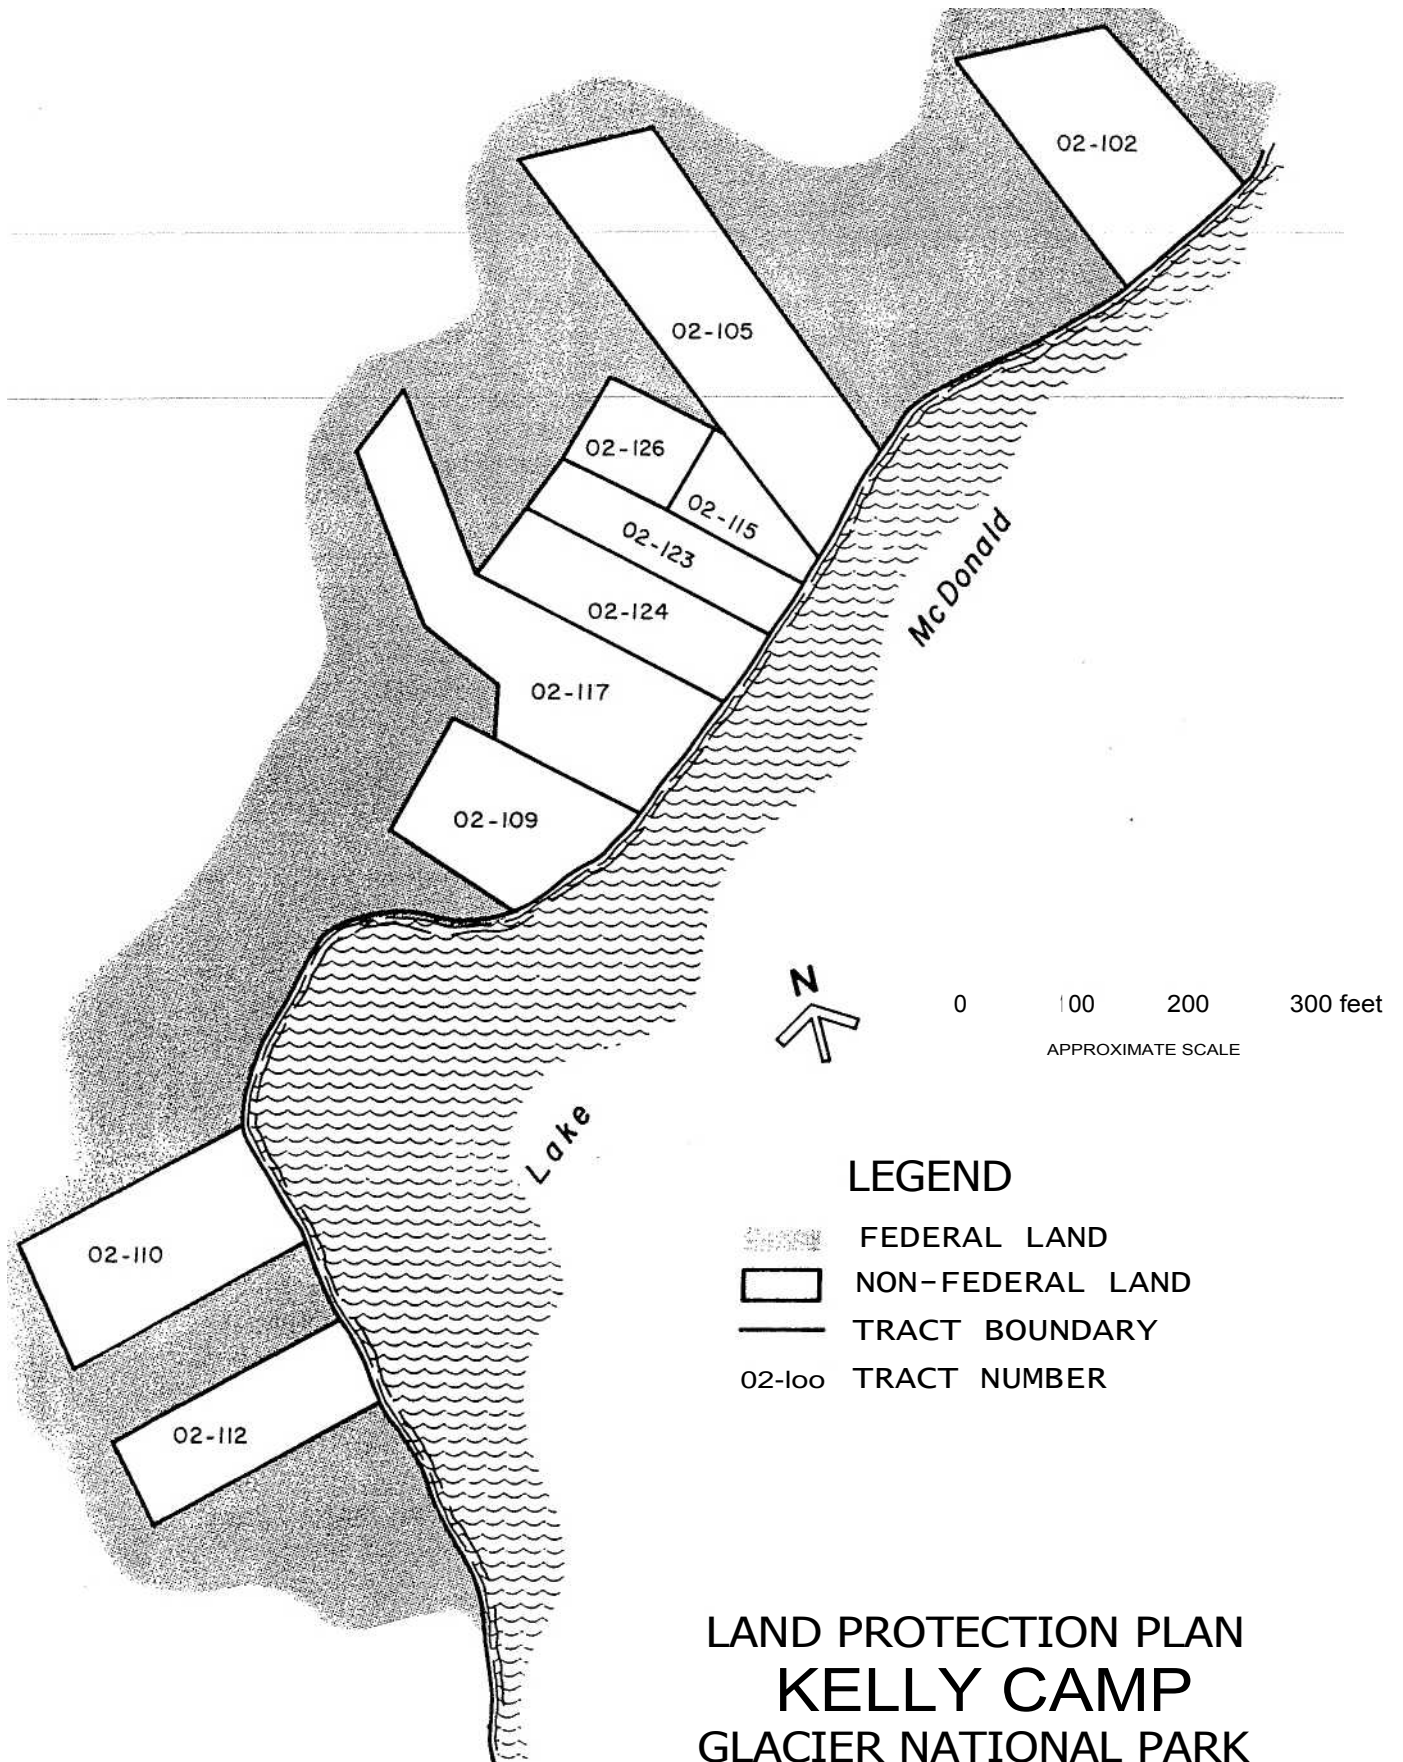 02-102
02-105
02-126
02-115
02-123
02-124
02-117
02-109
McDonald
N
0 100 200 300 feet
APPROXIMATE SCALE
Lake
LEGEND
FEDERAL LAND
NON-FEDERAL LAND
TRACT BOUNDARY
02-loo TRACT NUMBER
02-110
02-112
LAND PROTECTION PLAN
KELLY CAMP
GLACIER NATIONAL PARK